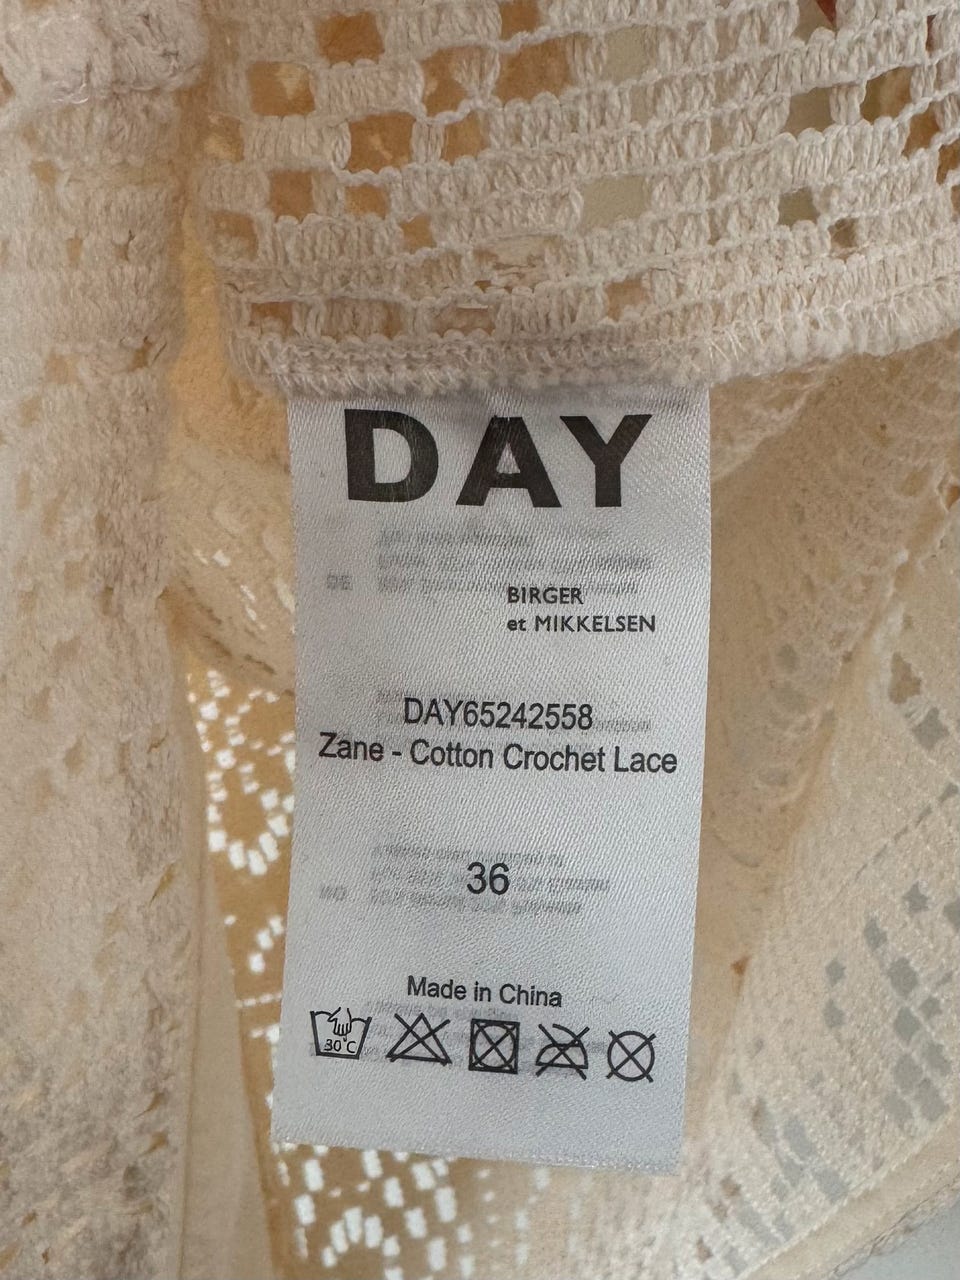 DAY
BIRGER
et MIKKELSEN
DAY65242558
Zane - Cotton Crochet Lace
36
Made in China
30°C